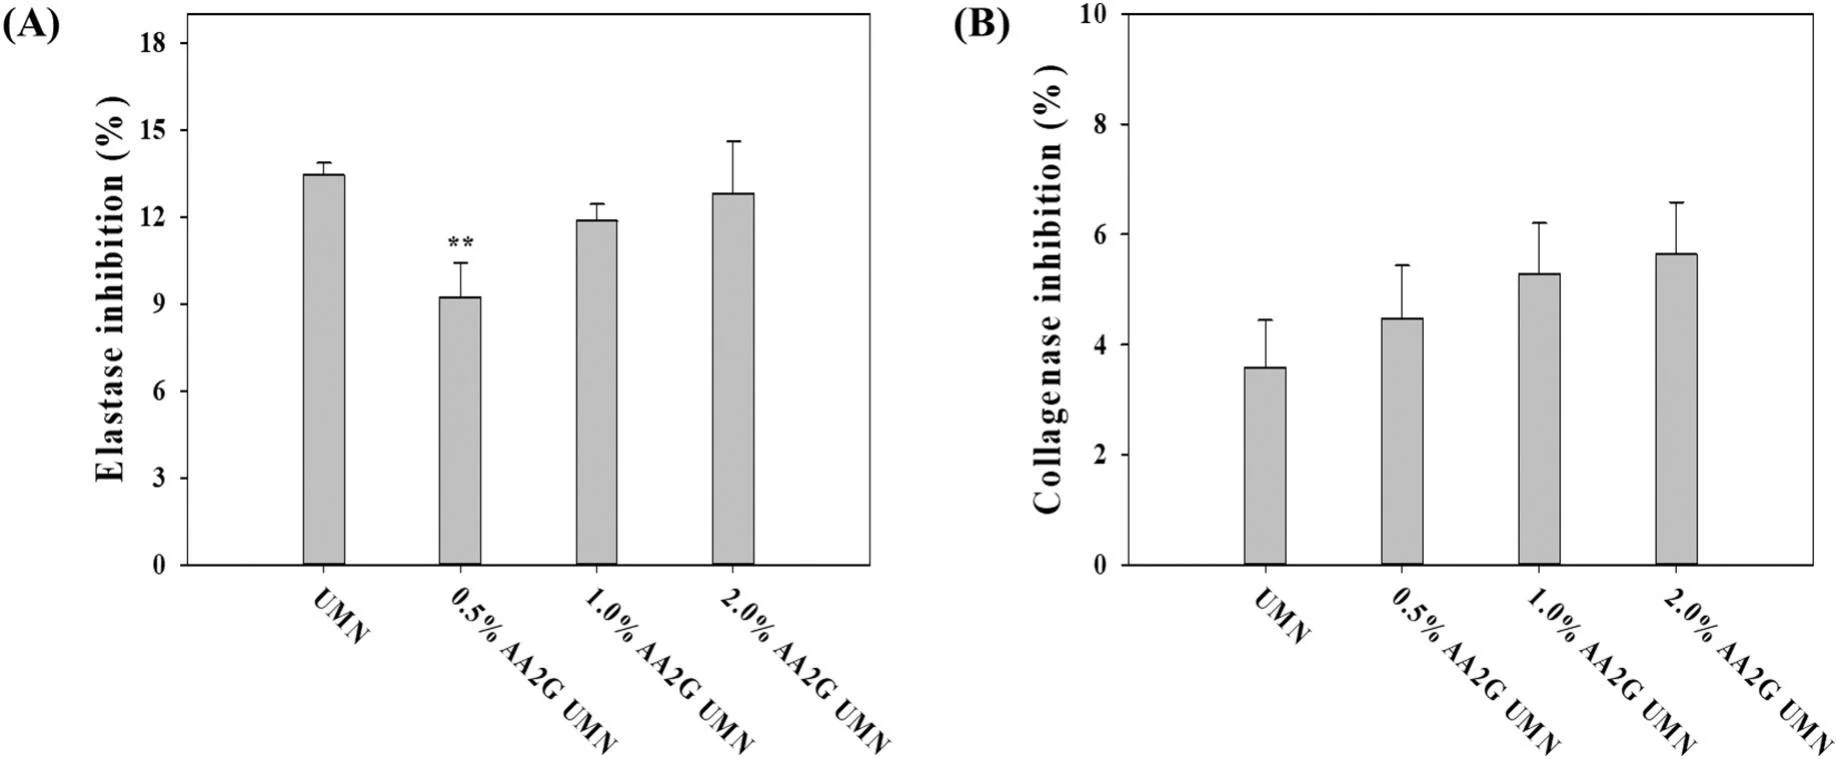 (A)
Elastase inhibition (%)
18
15
12
9
6
3
0
**
UMN
0.5% AA2G UMN
1.0% AA2G UMN
2.0% AA2G UMN
(B)
Collagenase inhibition (%)
10
8
6
4
2
0
UMN
0.5% AA2G UMN
1.0% AA2G UMN
2.0% AA2G UMN